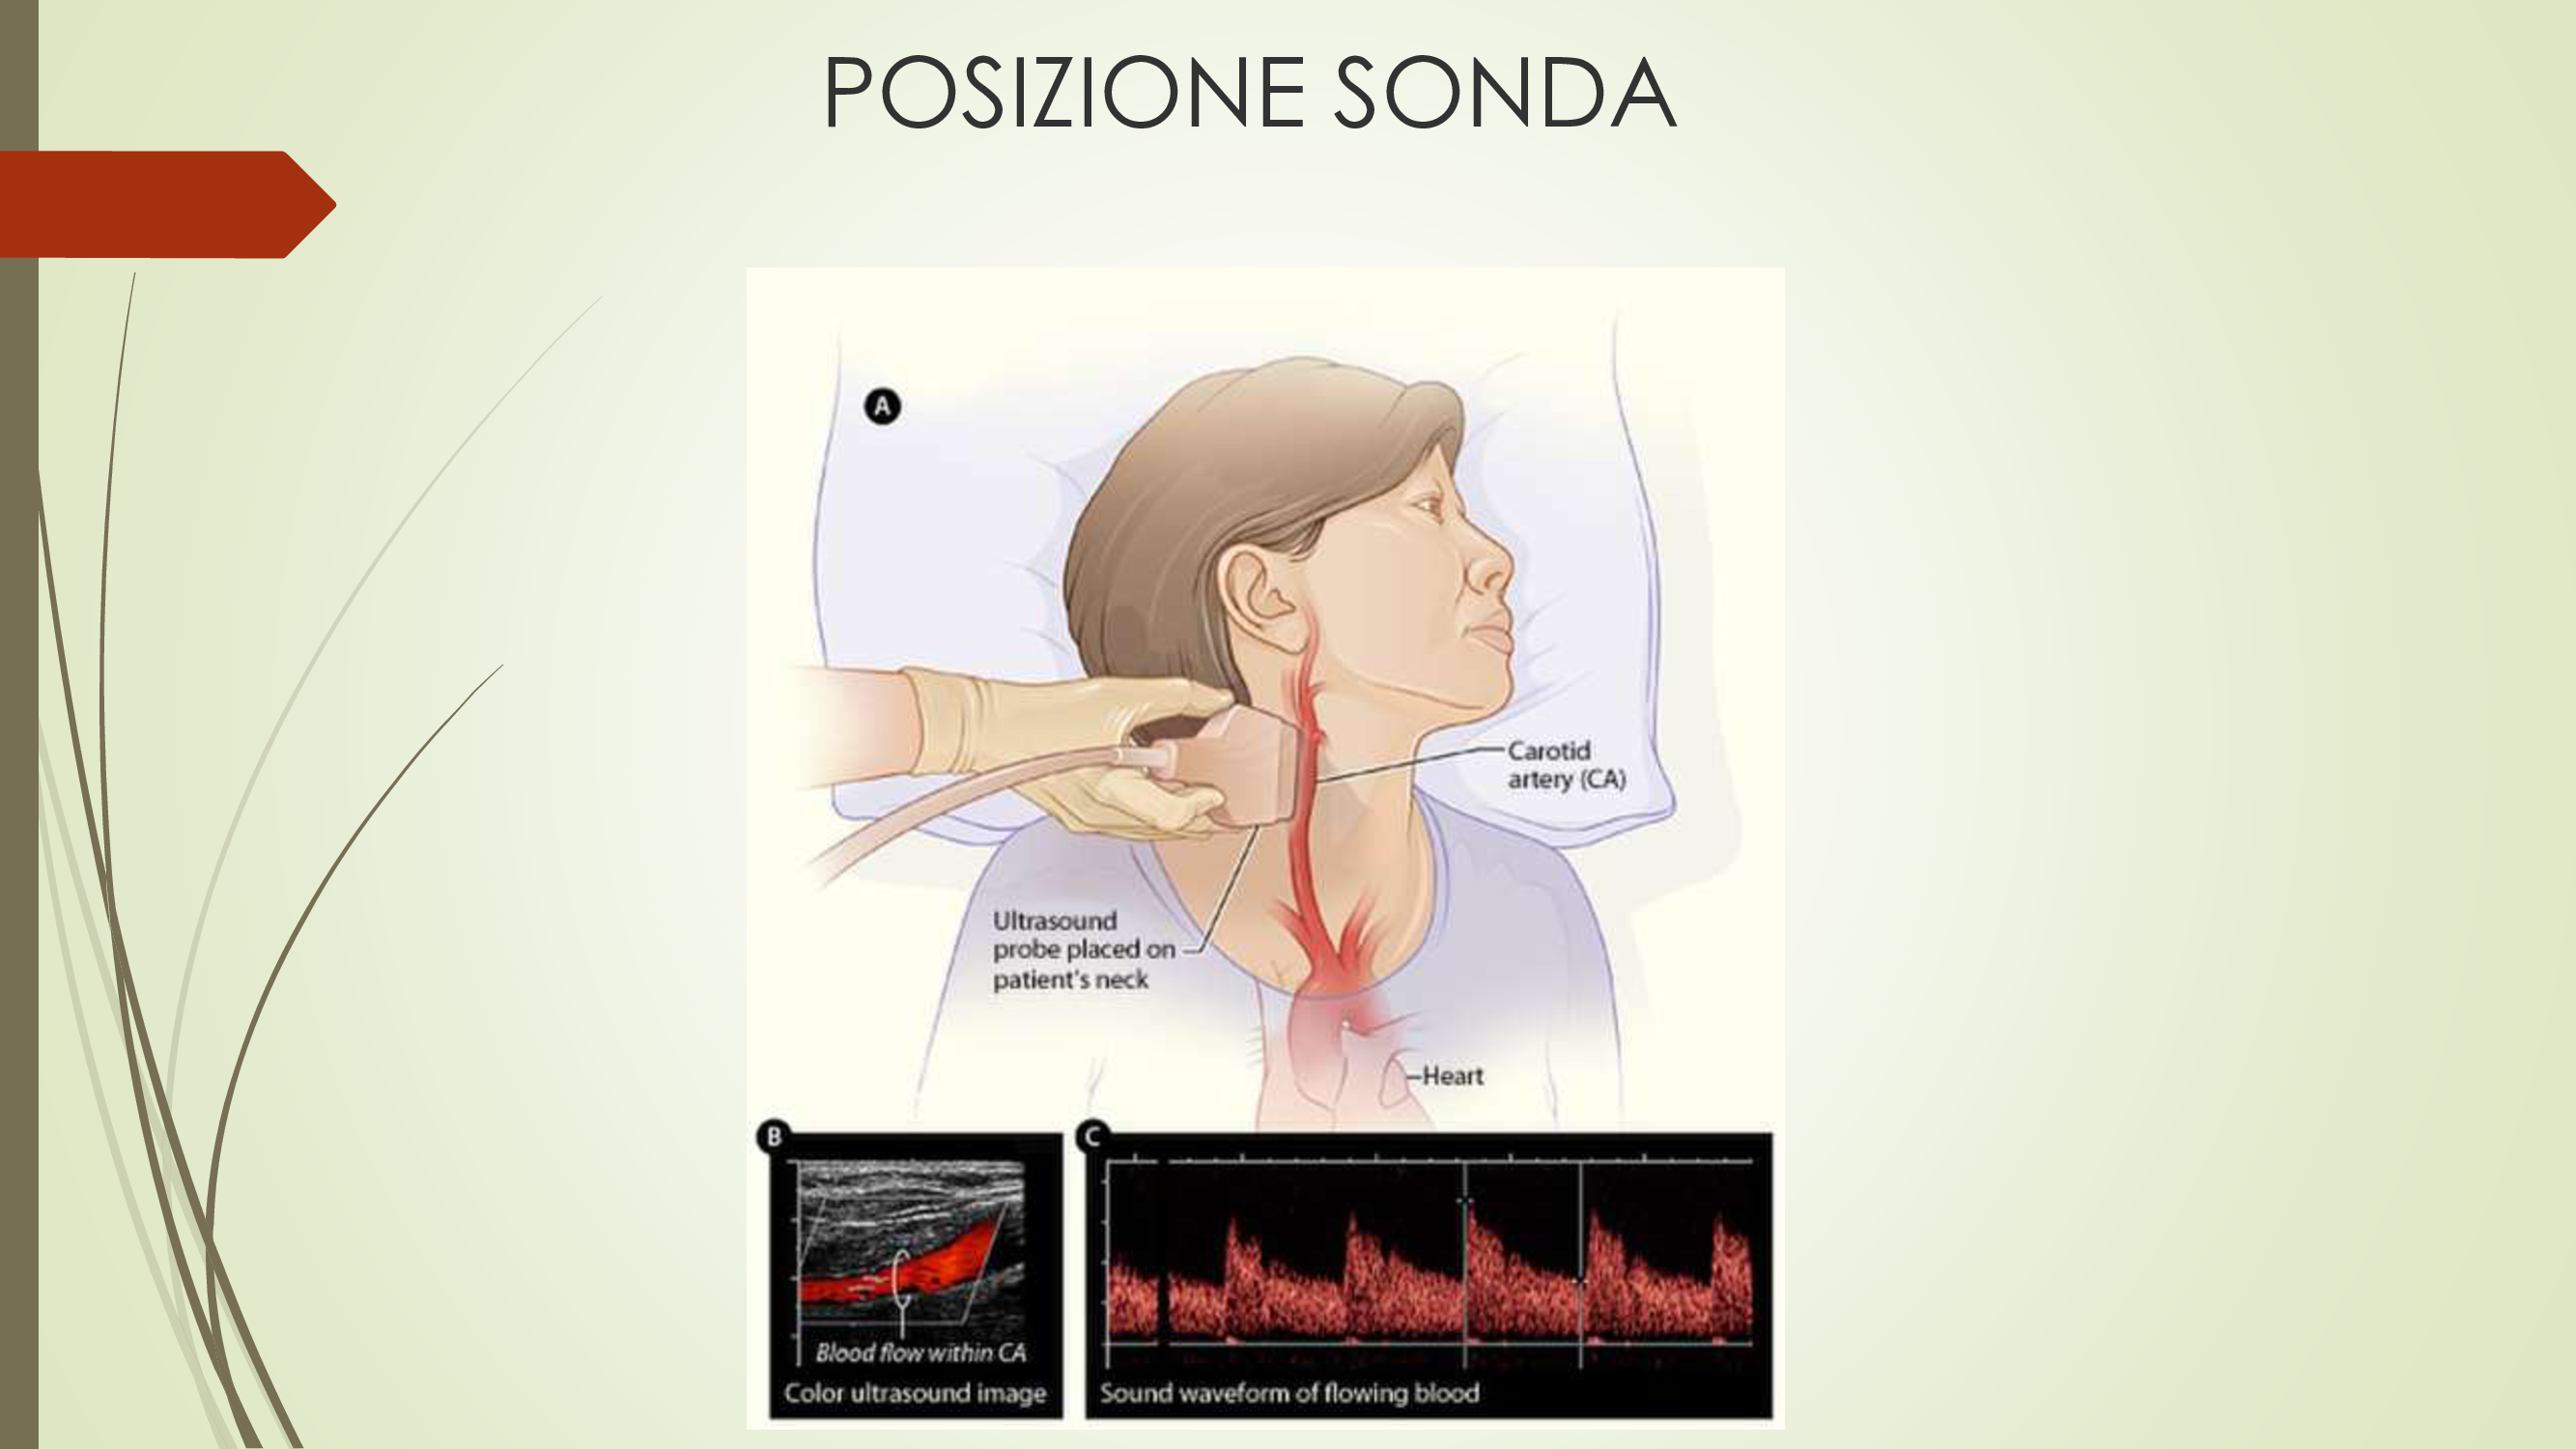 POSIZIONE SONDA
A
Carotid
artery (CA)
Ultrasound
probe placed on
patient's neck
Heart
B
C
Blood flow within CA
Color ultrasound image
Sound waveform of flowing blood